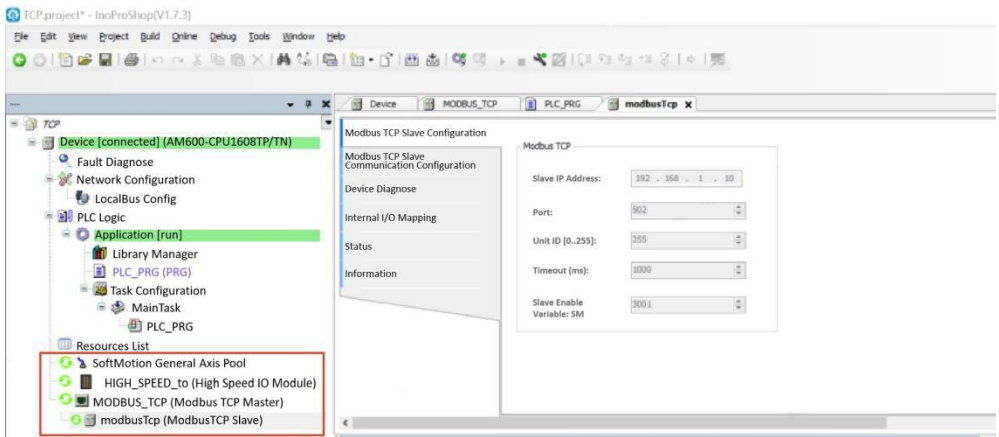 TCP.project* - InoProShop(V1.7.3)
File Edit View Project Build Online Debug Tools Window Help
Device
MODBUS_TCP
PLC_PRG
modbusTcp x
TCP
Device [connected] (AM600-CPU1608TP/TN)
Fault Diagnose
Network Configuration
LocalBus Config
PLC Logic
Application [run]
Library Manager
PLC_PRG (PRG)
Task Configuration
MainTask
PLC_PRG
Resources List
SoftMotion General Axis Pool
HIGH_SPEED_to (High Speed IO Module)
MODBUS_TCP (Modbus TCP Master)
modbusTcp (ModbusTCP Slave)
Modbus TCP Slave Configuration
Modbus TCP Slave
Communication Configuration
Device Diagnose
Internal I/O Mapping
Status
Information
Modbus TCP
Slave IP Address: 192 . 168 . 1 . 10
Port: 502
Unit ID [0..255]: 255
Timeout (ms): 1000
Slave Enable
Variable: SM 3001